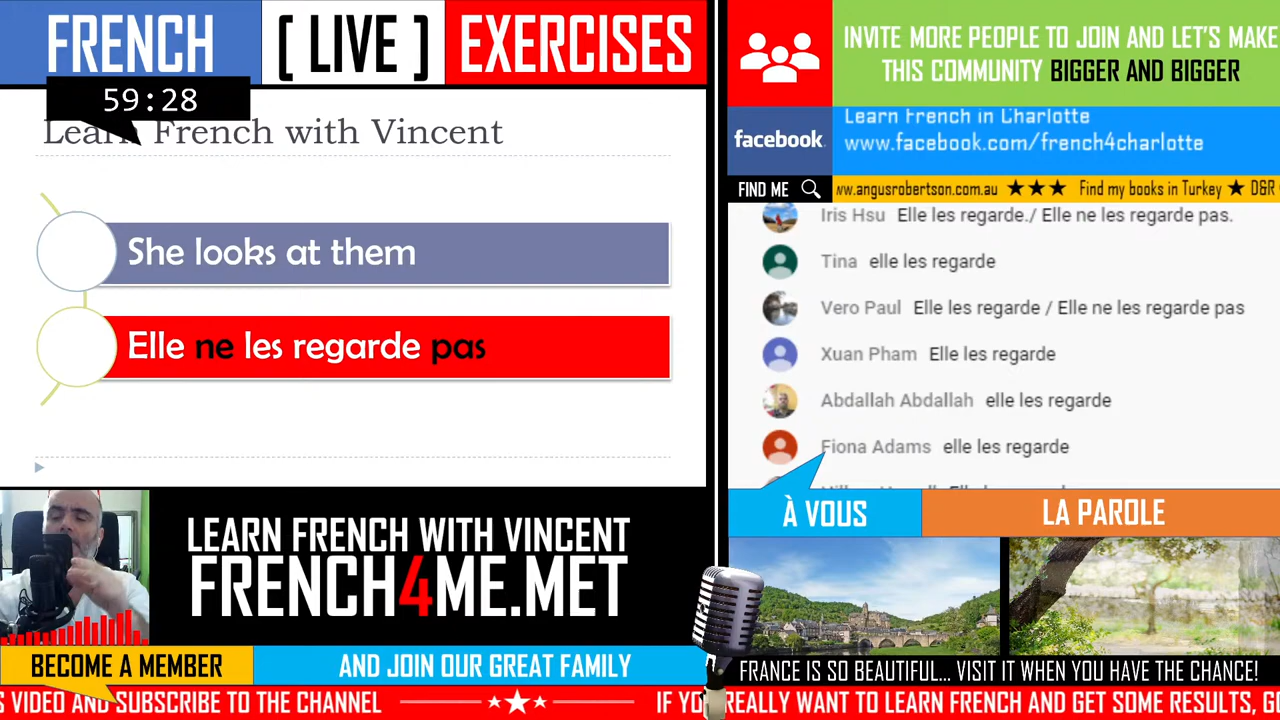 FRENCH
[ LIVE ]
EXERCISES
59:28
Learn French with Vincent
She looks at them
Elle ne les regarde pas
LEARN FRENCH WITH VINCENT
FRENCH4ME.MET
BECOME A MEMBER
AND JOIN OUR GREAT FAMILY
INVITE MORE PEOPLE TO JOIN AND LET'S MAKE
THIS COMMUNITY BIGGER AND BIGGER
facebook.
Learn French in Charlotte
www.facebook.com/french4charlotte
FIND ME
ww.angusrobertson.com.au ★★★ Find my books in Turkey ★ D&R
Iris Hsu Elle les regarde./ Elle ne les regarde pas.
Tina elle les regarde
Vero Paul Elle les regarde / Elle ne les regarde pas
Xuan Pham Elle les regarde
Abdallah Abdallah elle les regarde
Fiona Adams elle les regarde
À VOUS
LA PAROLE
FRANCE IS SO BEAUTIFUL... VISIT IT WHEN YOU HAVE THE CHANCE!
S VIDEO AND SUBSCRIBE TO THE CHANNEL ★ IF YOU REALLY WANT TO LEARN FRENCH AND GET SOME RESULTS, G